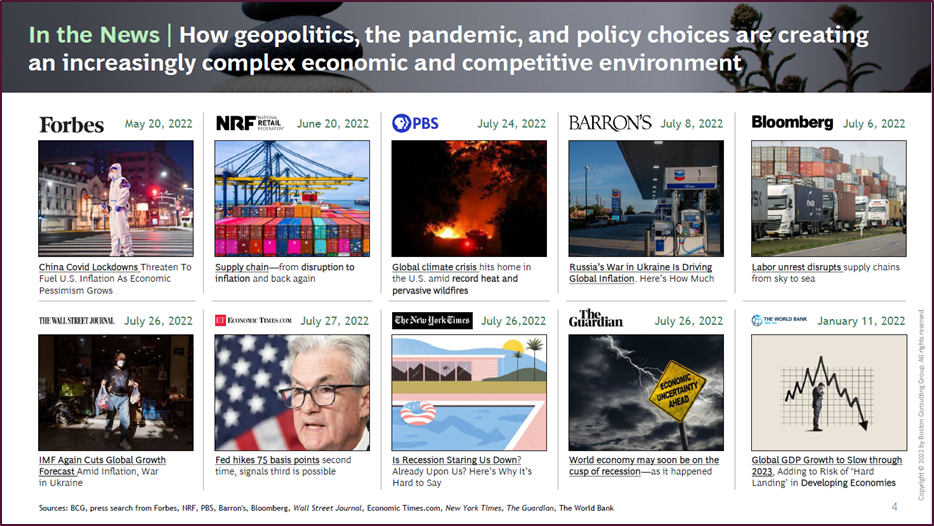 In the News | How geopolitics, the pandemic, and policy choices are creating
an increasingly complex economic and competitive environment
Forbes
May 20, 2022
China Covid Lockdowns Threaten To
Fuel U.S. Inflation As Economic
Pessimism Grows
NRF NATIONAL RETAIL FEDERATION
June 20, 2022
Supply chain—from disruption to
inflation and back again
PBS
July 24, 2022
Global climate crisis hits home in
the U.S. amid record heat and
pervasive wildfires
BARRON'S
July 8, 2022
Russia's War in Ukraine Is Driving
Global Inflation. Here's How Much
Bloomberg
July 6, 2022
Labor unrest disrupts supply chains
from sky to sea
THE WALL STREET JOURNAL
July 26, 2022
IMF Again Cuts Global Growth
Forecast Amid Inflation, War
in Ukraine
ET ECONOMIC TIMES.COM
July 27, 2022
Fed hikes 75 basis points second
time, signals third is possible
The New York Times
July 26,2022
Is Recession Staring Us Down?
Already Upon Us? Here's Why It's
Hard to Say
The Guardian
July 26, 2022
ECONOMIC
UNCERTAINTY
AHEAD
World economy may soon be on the
cusp of recession—as it happened
THE WORLD BANK
January 11, 2022
Global GDP Growth to Slow through
2023, Adding to Risk of 'Hard
Landing' in Developing Economies
Sources: BCG, press search from Forbes, NRF, PBS, Barron's, Bloomberg, Wall Street Journal, Economic Times.com, New York Times, The Guardian, The World Bank
4
Copyright © 2022 by Boston Consulting Group. All rights reserved.